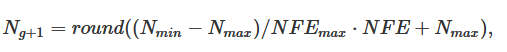 N_{g+1} = round((N_{min} − N_{max})/NFE_{max} · NFE + N_{max}),